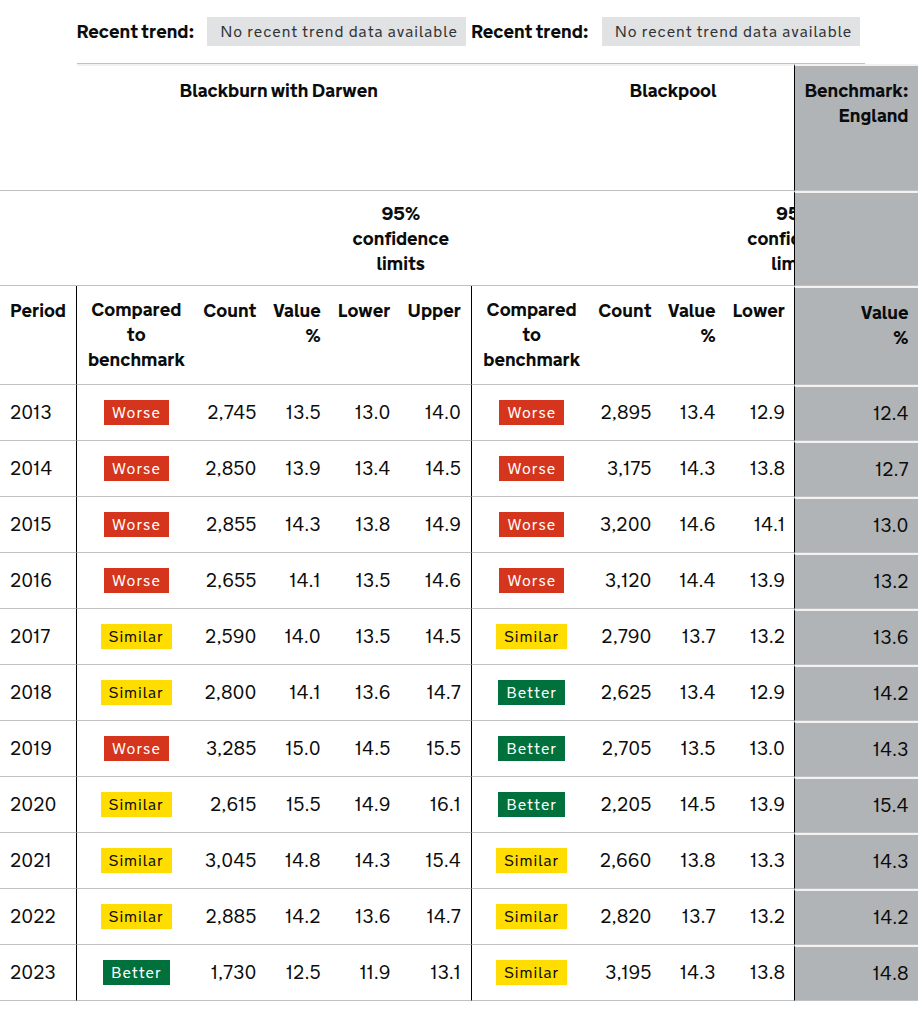 Recent trend: No recent trend data available Recent trend: No recent trend data available
Blackburn with Darwen Blackpool Benchmark:
England
95% 95
confidence confid
limits lim
Period Compared Count Value Lower Upper Compared Count Value Lower Value
to % to % %
benchmark benchmark
2013 Worse 2,745 13.5 13.0 14.0 Worse 2,895 13.4 12.9 12.4
2014 Worse 2,850 13.9 13.4 14.5 Worse 3,175 14.3 13.8 12.7
2015 Worse 2,855 14.3 13.8 14.9 Worse 3,200 14.6 14.1 13.0
2016 Worse 2,655 14.1 13.5 14.6 Worse 3,120 14.4 13.9 13.2
2017 Similar 2,590 14.0 13.5 14.5 Similar 2,790 13.7 13.2 13.6
2018 Similar 2,800 14.1 13.6 14.7 Better 2,625 13.4 12.9 14.2
2019 Worse 3,285 15.0 14.5 15.5 Better 2,705 13.5 13.0 14.3
2020 Similar 2,615 15.5 14.9 16.1 Better 2,205 14.5 13.9 15.4
2021 Similar 3,045 14.8 14.3 15.4 Similar 2,660 13.8 13.3 14.3
2022 Similar 2,885 14.2 13.6 14.7 Similar 2,820 13.7 13.2 14.2
2023 Better 1,730 12.5 11.9 13.1 Similar 3,195 14.3 13.8 14.8